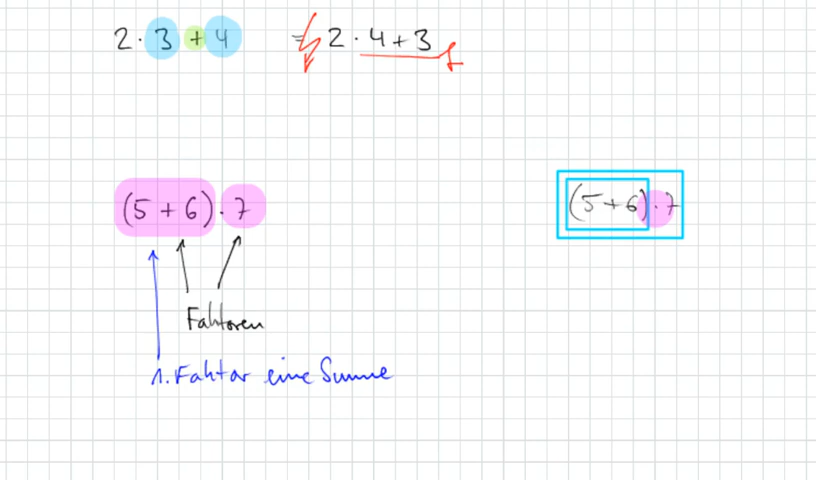 2 · 3 + 4 = 2 · 4 + 3 f
(5 + 6) · 7
(5+6) · 7
Faktoren
1. Faktor eine Summe